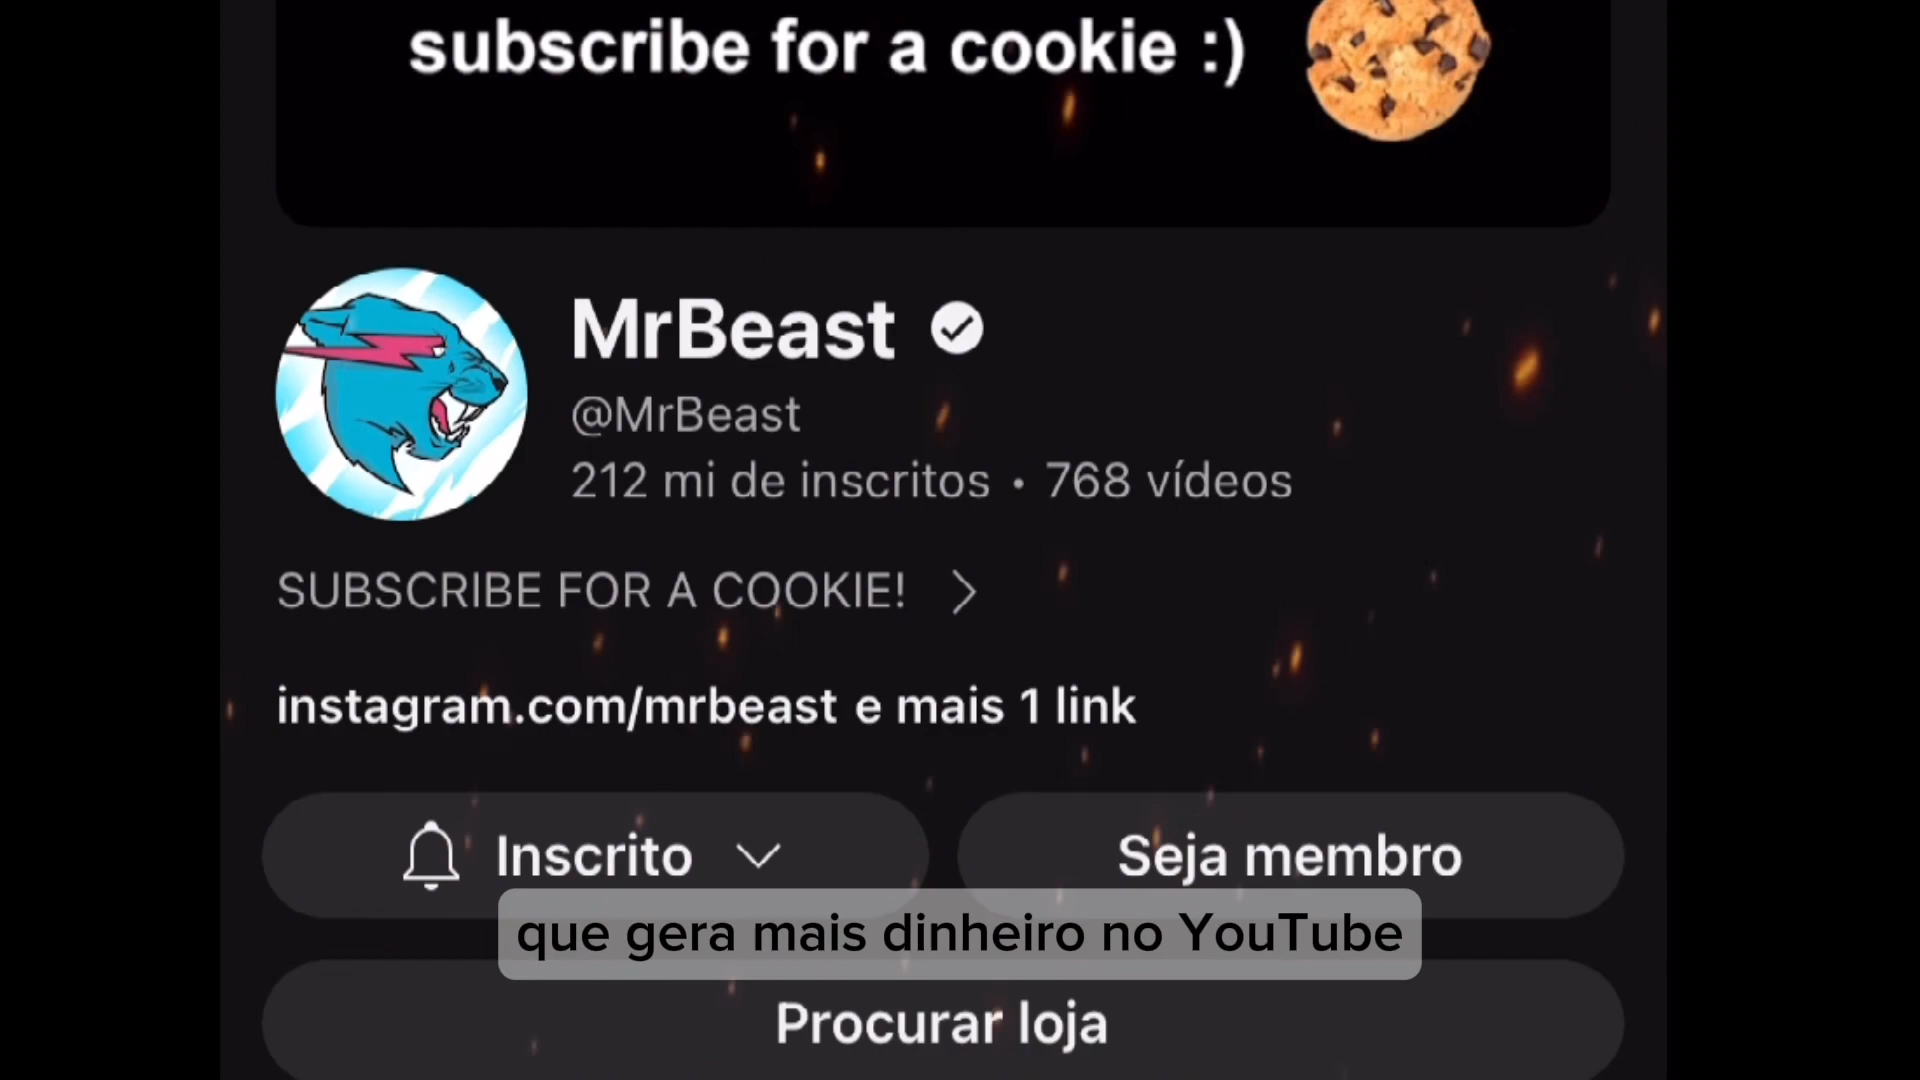 subscribe for a cookie :)
MrBeast
@MrBeast
212 mi de inscritos • 768 vídeos
SUBSCRIBE FOR A COOKIE! >
instagram.com/mrbeast e mais 1 link
Inscrito
Seja membro
que gera mais dinheiro no YouTube
Procurar loja